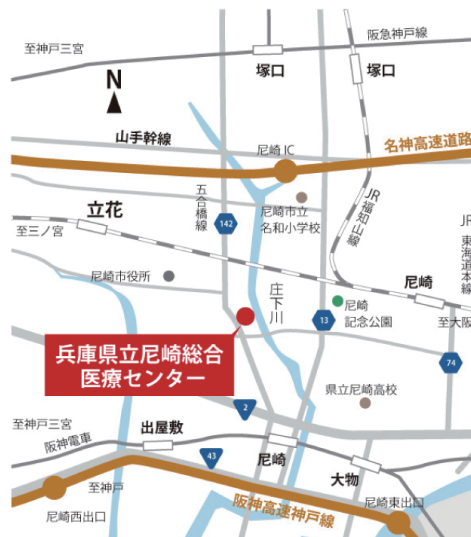 至神戸三宮
阪急神戸線
塚口
塚口
N
山手幹線
尼崎IC
名神高速道路
五合橋線
尼崎市立
名和小学校
JR福知山線
立花
142
至三ノ宮
JR東海道本線
尼崎市役所
庄下川
尼崎
尼崎
記念公園
13
至大阪
兵庫県立尼崎総合
医療センター
74
県立尼崎高校
2
至神戸三宮
出屋敷
阪神電車
43
尼崎
大物
至神戸
尼崎西出口
阪神高速神戸線
尼崎東出口